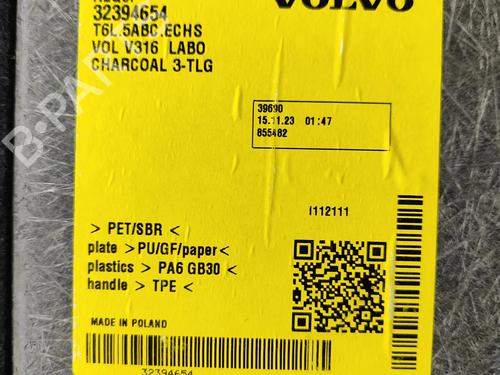 VOLVO
32394654
T6L.5ABC.ECHS
VOL V316 LABO
CHARCOAL 3-TLG
39690
15.11.23 01:47
855482
I112111
> PET/SBR <
plate > PU/GF/paper <
plastics > PA6 GB30 <
handle > TPE <
MADE IN POLAND
32394654
B-PARTS